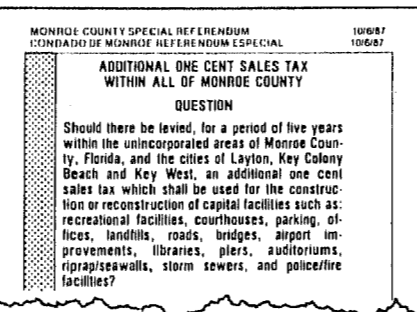 MONROE COUNTY SPECIAL REFERENDUM 10/6/87
CONDADO DE MONROE REFERENDUM ESPECIAL 10/6/87
ADDITIONAL ONE CENT SALES TAX
WITHIN ALL OF MONROE COUNTY
QUESTION
Should there be levied, for a period of five years
within the unincorporated areas of Monroe Coun-
ty, Florida, and the cities of Layton, Key Colony
Beach and Key West, an additional one cent
sales tax which shall be used for the construc-
tion or reconstruction of capital facilities such as:
recreational facilities, courthouses, parking, of-
fices, landfills, roads, bridges, airport im-
provements, libraries, piers, auditoriums,
riprap/seawalls, storm sewers, and police/fire
facilities?